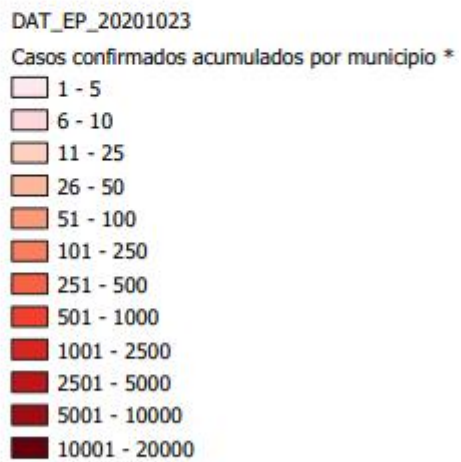 DAT_EP_20201023
Casos confirmados acumulados por municipio *
1 - 5
6 - 10
11 - 25
26 - 50
51 - 100
101 - 250
251 - 500
501 - 1000
1001 - 2500
2501 - 5000
5001 - 10000
10001 - 20000